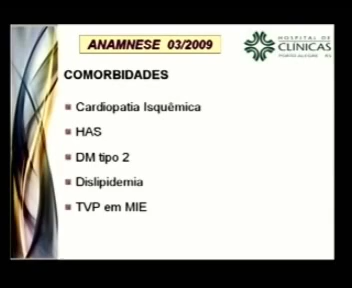 ANAMNESE 03/2009
HOSPITAL DE
CLÍNICAS
PORTO ALEGRE RS
COMORBIDADES
Cardiopatia Isquêmica
HAS
DM tipo 2
Dislipidemia
TVP em MIE